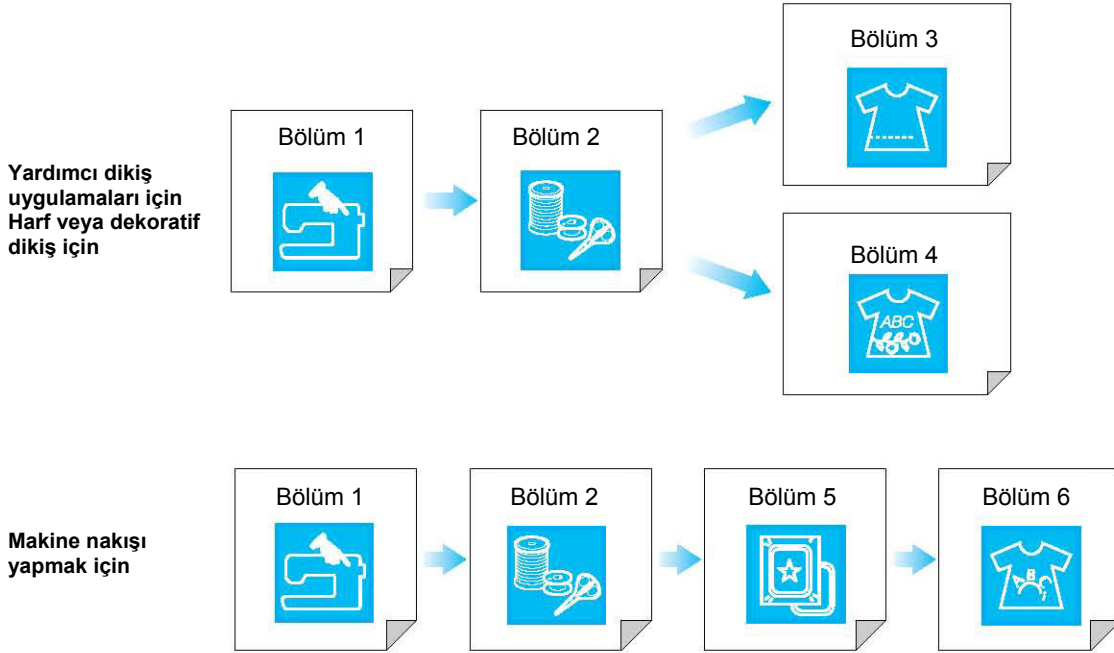 Bölüm 3
Bölüm 1
Bölüm 2
Yardımcı dikiş
uygulamaları için
Harf veya dekoratif
dikiş için
Bölüm 4
ABC
Bölüm 1
Bölüm 2
Bölüm 5
Bölüm 6
Makine nakışı
yapmak için